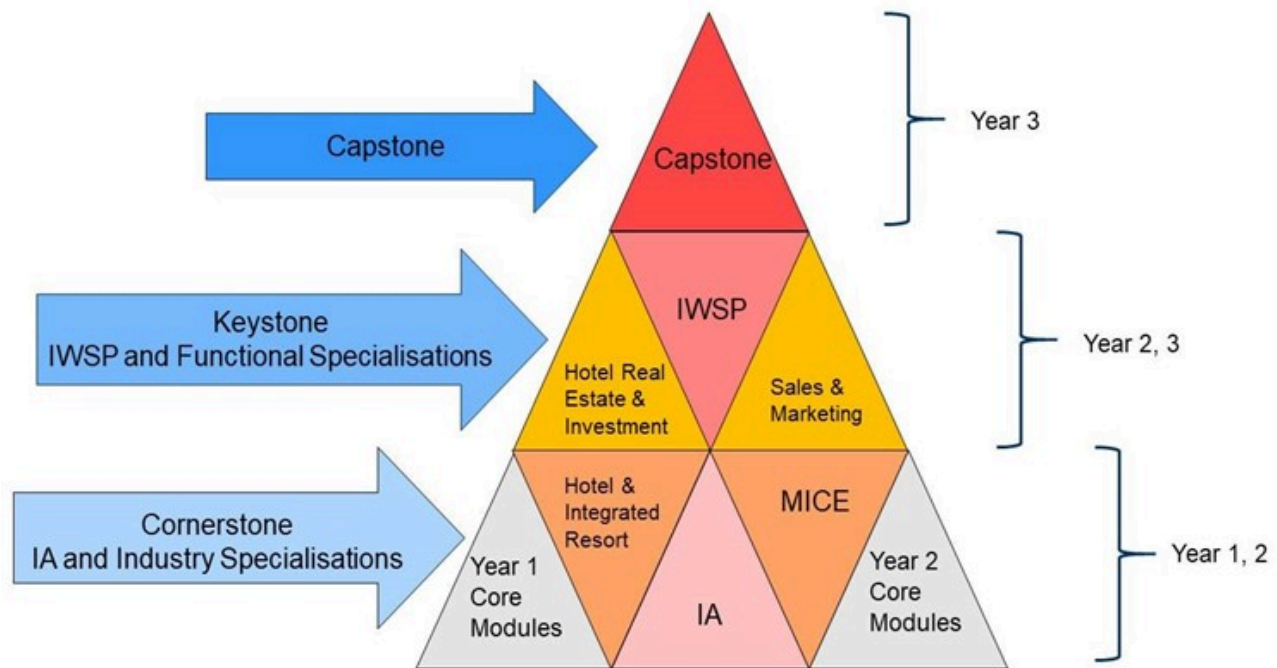 Capstone
Capstone
Year 3
Keystone
IWSP and Functional Specialisations
IWSP
Hotel Real
Estate &
Investment
Sales &
Marketing
Year 2, 3
Cornerstone
IA and Industry Specialisations
Year 1
Core
Modules
Hotel &
Integrated
Resort
IA
MICE
Year 2
Core
Modules
Year 1, 2